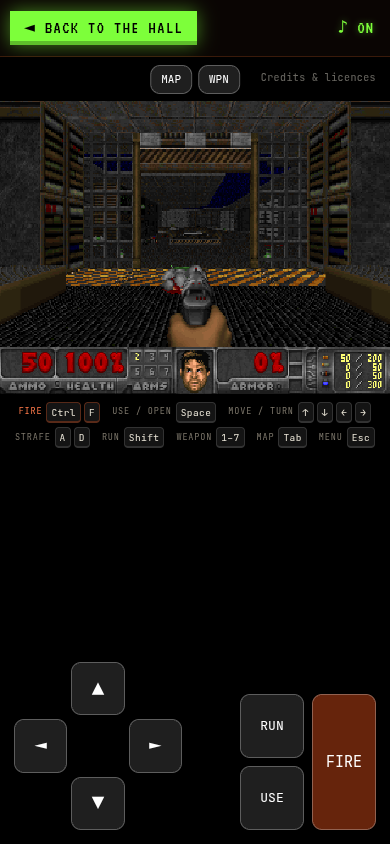 ◄ BACK TO THE HALL
♪ ON
MAP WPN Credits & licences
50 100% 2 3 4 0% 50 / 200
5 6 7 0 / 50
0 / 50
0 / 300
AMMO HEALTH ARMS ARMOR
FIRE Ctrl F USE / OPEN Space MOVE / TURN ↑ ↓ ← →
STRAFE A D RUN Shift WEAPON 1–7 MAP Tab MENU Esc
▲
◄ ►
▼
RUN
FIRE
USE